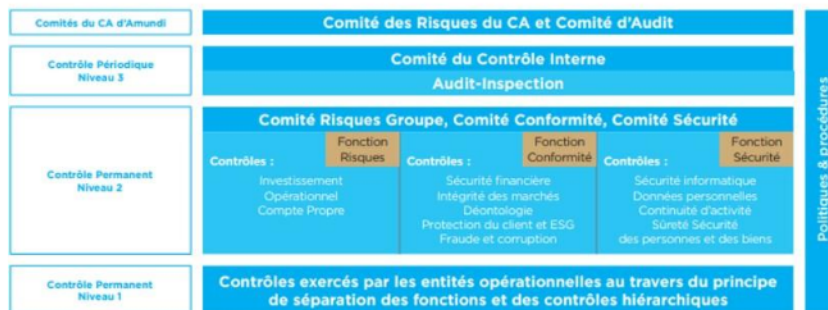 Comités du CA d'Amundi
Comité des Risques du CA et Comité d'Audit
Contrôle Périodique
Niveau 3
Comité du Contrôle Interne
Audit-Inspection
Contrôle Permanent
Niveau 2
Comité Risques Groupe, Comité Conformité, Comité Sécurité
Fonction
Risques
Contrôles :
Investissement
Opérationnel
Compte Propre
Fonction
Conformité
Contrôles :
Sécurité financière
Intégrité des marchés
Déontologie
Protection du client et ESG
Fraude et corruption
Fonction
Sécurité
Contrôles :
Sécurité informatique
Données personnelles
Continuité d'activité
Sûreté Sécurité
des personnes et des biens
Contrôle Permanent
Niveau 1
Contrôles exercés par les entités opérationnelles au travers du principe
de séparation des fonctions et des contrôles hiérarchiques
Politiques & procédures